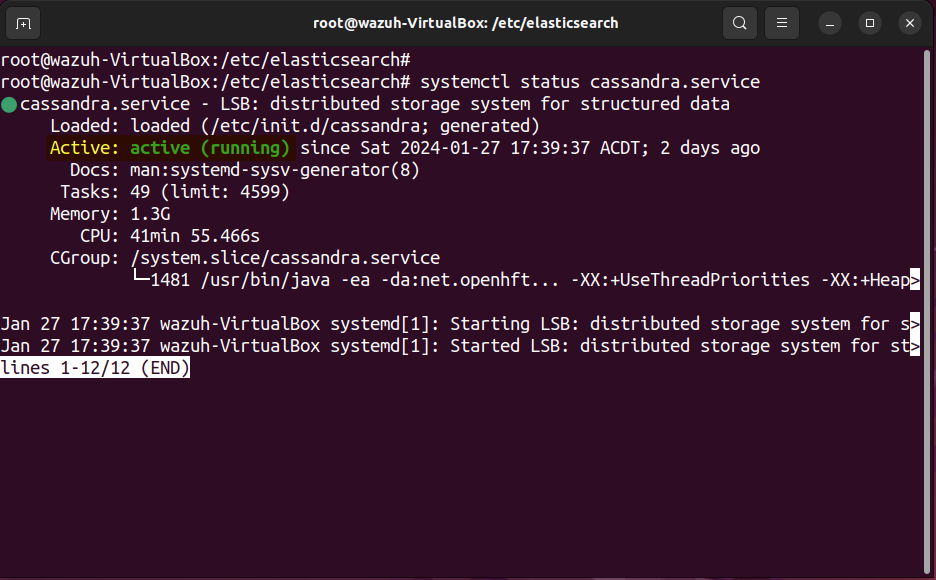 root@wazuh-VirtualBox: /etc/elasticsearch
root@wazuh-VirtualBox:/etc/elasticsearch#
root@wazuh-VirtualBox:/etc/elasticsearch# systemctl status cassandra.service
cassandra.service - LSB: distributed storage system for structured data
Loaded: loaded (/etc/init.d/cassandra; generated)
Active: active (running) since Sat 2024-01-27 17:39:37 ACDT; 2 days ago
Docs: man:systemd-sysv-generator(8)
Tasks: 49 (limit: 4599)
Memory: 1.3G
CPU: 41min 55.466s
CGroup: /system.slice/cassandra.service
└─1481 /usr/bin/java -ea -da:net.openhft... -XX:+UseThreadPriorities -XX:+Heap>
Jan 27 17:39:37 wazuh-VirtualBox systemd[1]: Starting LSB: distributed storage system for s>
Jan 27 17:39:37 wazuh-VirtualBox systemd[1]: Started LSB: distributed storage system for st>
lines 1-12/12 (END)